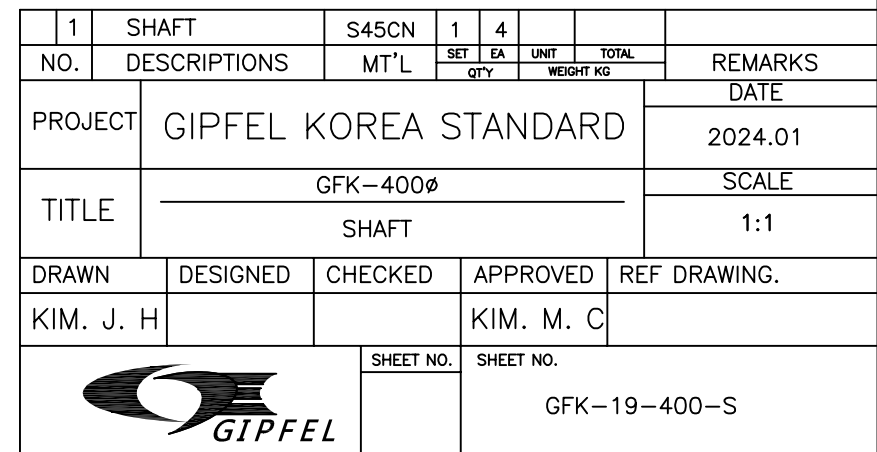 1 SHAFT S45CN 1 4
NO. DESCRIPTIONS MT'L SET EA UNIT TOTAL REMARKS
QT'Y WEIGHT KG
PROJECT GIPFEL KOREA STANDARD DATE
2024.01
TITLE GFK-400ø SCALE
SHAFT 1:1
DRAWN DESIGNED CHECKED APPROVED REF DRAWING.
KIM. J. H KIM. M. C
SHEET NO. SHEET NO.
GFK-19-400-S
GIPFEL